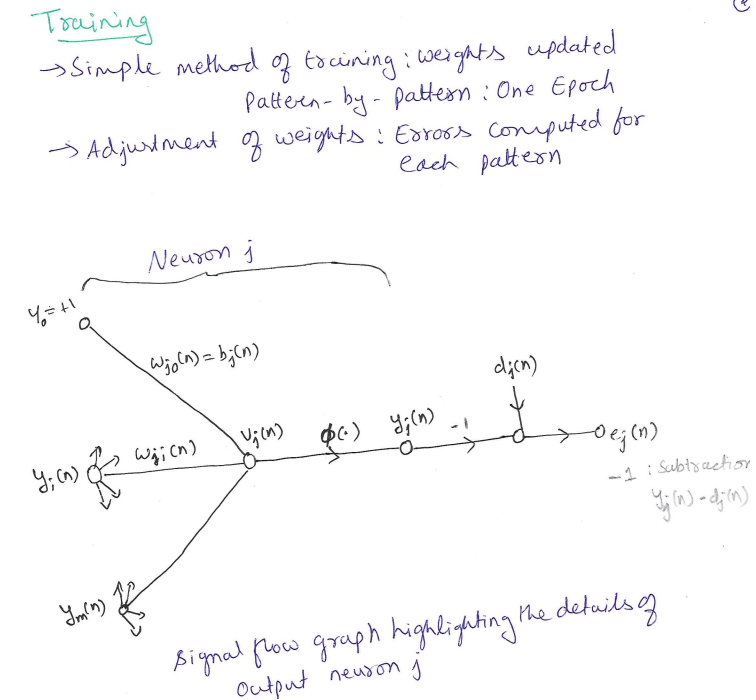 Training
→ Simple method of training : weights updated
Pattern - by - pattern : One Epoch
→ Adjustment of weights : Errors computed for
each pattern
Neuron j
y₀ = +1
wⱼ₀(n) = bⱼ(n)
dⱼ(n)
vⱼ(n) ϕ(·) yⱼ(n) -1
yᵢ(n) wⱼᵢ(n)
eⱼ(n)
-1 : Subtraction
yⱼ(n) - dⱼ(n)
yₘ(n)
Signal flow graph highlighting the details of
Output neuron j